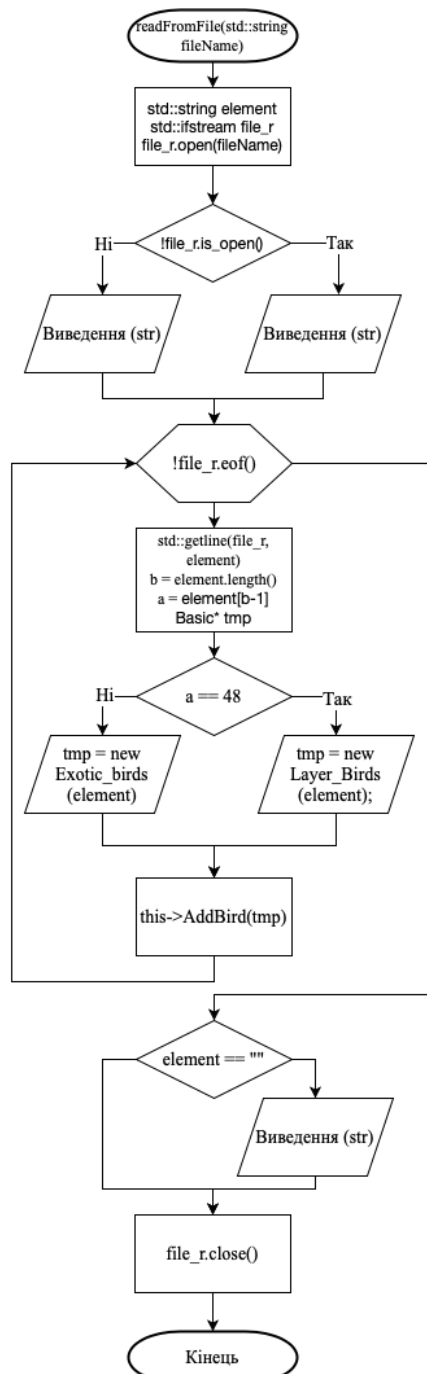 readFromFile(std::string
fileName)
std::string element
std::ifstream file_r
file_r.open(fileName)
Ні
!file_r.is_open()
Так
Виведення (str)
Виведення (str)
!file_r.eof()
std::getline(file_r,
element)
b = element.length()
a = element[b-1]
Basic* tmp
Ні
a == 48
Так
tmp = new
Exotic_birds
(element)
tmp = new
Layer_Birds
(element);
this->AddBird(tmp)
element == ""
Виведення (str)
file_r.close()
Кінець